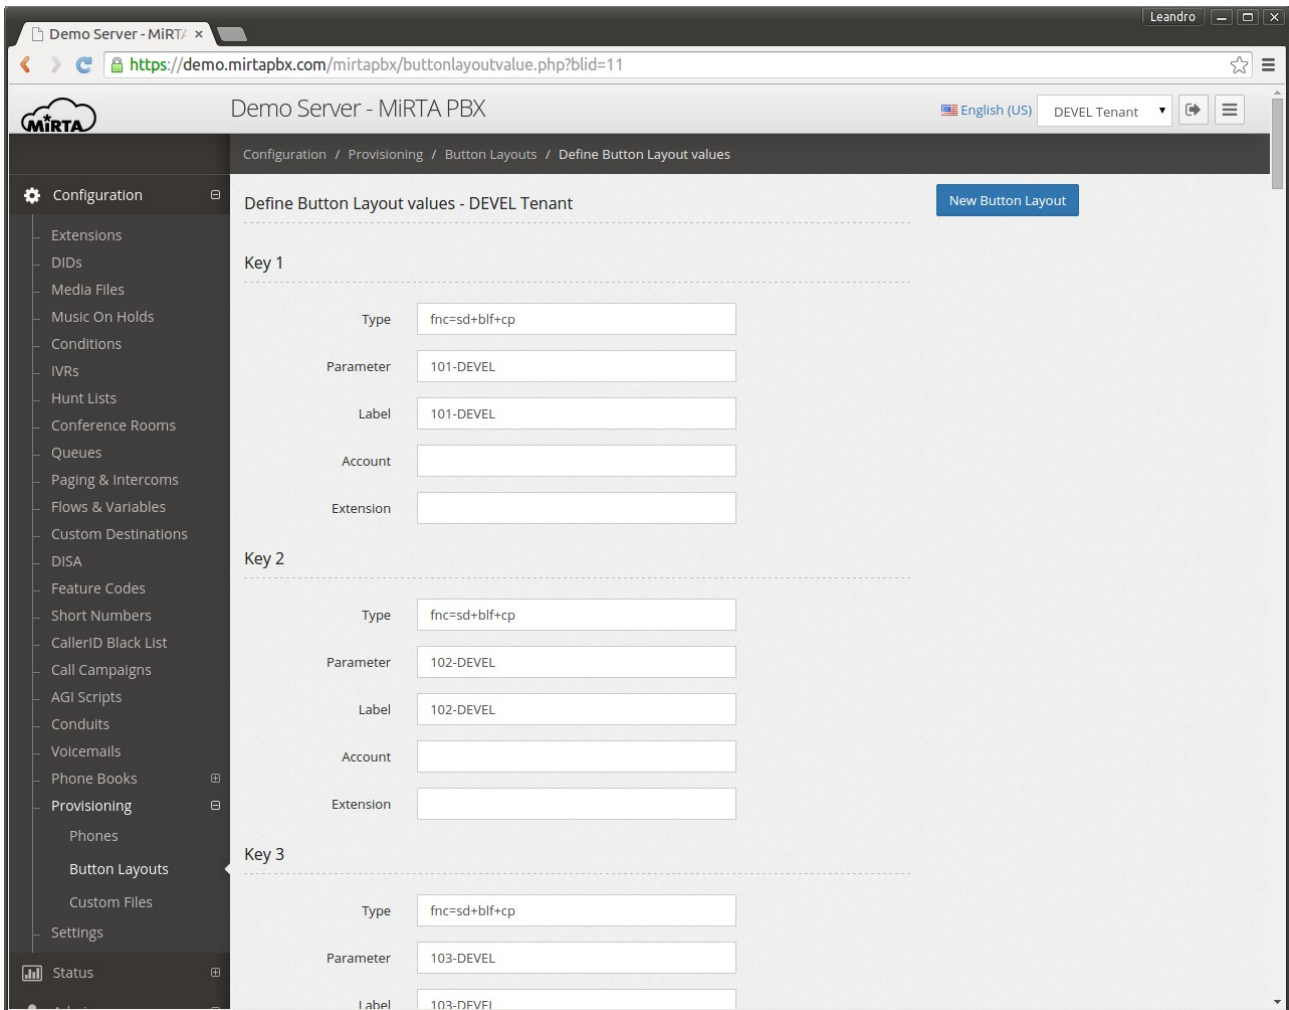 Leandro
Demo Server - MiRTA
https://demo.mirtapbx.com/mirtapbx/buttonlayoutvalue.php?blid=11
MiRTA
Demo Server - MiRTA PBX
English (US)
DEVEL Tenant
Configuration / Provisioning / Button Layouts / Define Button Layout values
Configuration
Extensions
DIDs
Media Files
Music On Holds
Conditions
IVRs
Hunt Lists
Conference Rooms
Queues
Paging & Intercoms
Flows & Variables
Custom Destinations
DISA
Feature Codes
Short Numbers
CallerID Black List
Call Campaigns
AGI Scripts
Conduits
Voicemails
Phone Books
Provisioning
Phones
Button Layouts
Custom Files
Settings
Status
Define Button Layout values - DEVEL Tenant
New Button Layout
Key 1
Type fnc=sd+blf+cp
Parameter 101-DEVEL
Label 101-DEVEL
Account
Extension
Key 2
Type fnc=sd+blf+cp
Parameter 102-DEVEL
Label 102-DEVEL
Account
Extension
Key 3
Type fnc=sd+blf+cp
Parameter 103-DEVEL
Label 103-DEVEL